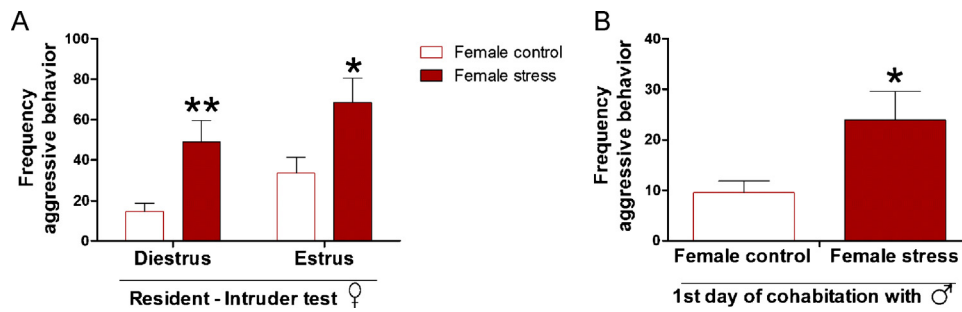 A
Frequency
aggressive behavior
100
80
60
40
20
0
**
*
Diestrus Estrus
Resident - Intruder test ♀
Female control
Female stress
B
Frequency
aggressive behavior
40
30
20
10
0
*
Female control Female stress
1st day of cohabitation with ♂